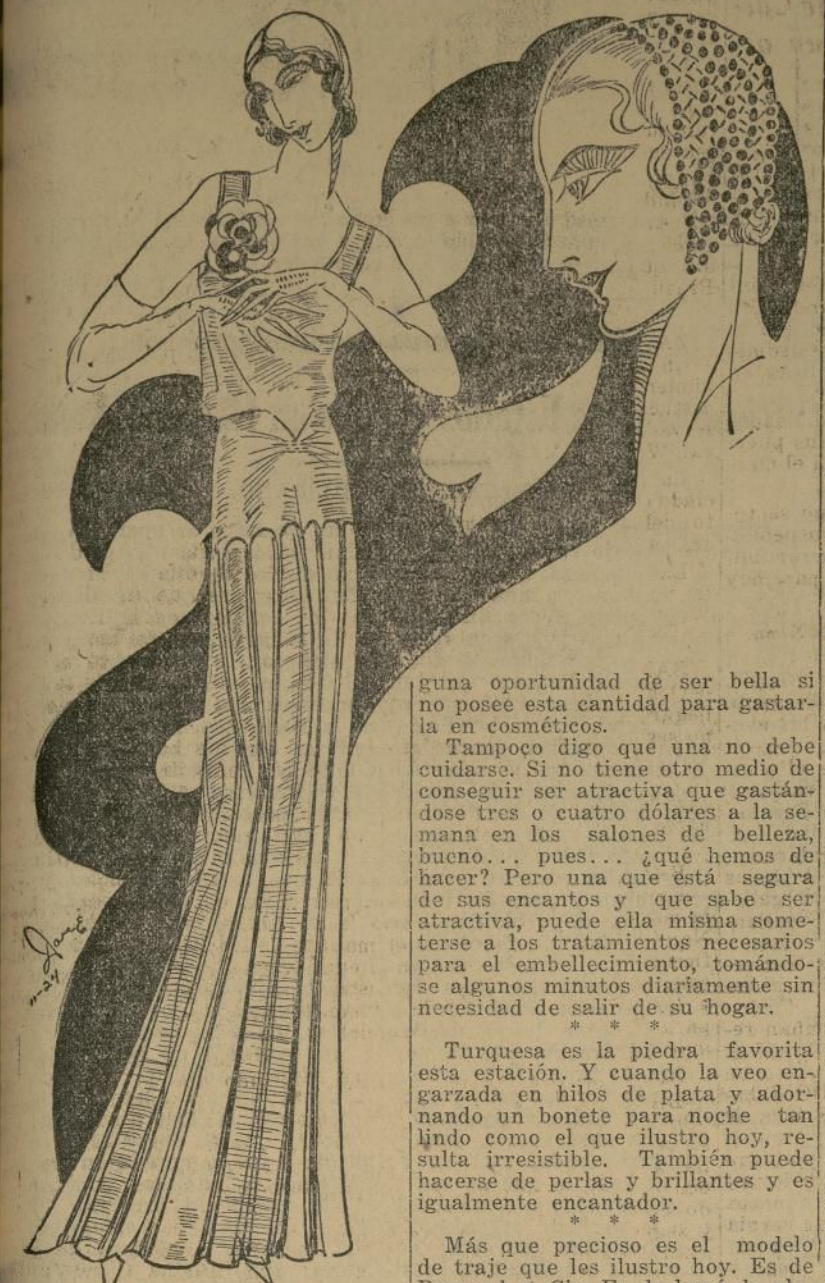 Jane
11-24
guna oportunidad de ser bella si
no posee esta cantidad para gastar-
la en cosméticos.
Tampoco digo que una no debe
cuidarse. Si no tiene otro medio de
conseguir ser atractiva que gastán-
dose tres o cuatro dólares a la se-
mana en los salones de belleza,
bueno... pues... ¿qué hemos de
hacer? Pero una que está segura
de sus encantos y que sabe ser
atractiva, puede ella misma some-
terse a los tratamientos necesarios
para el embellecimiento, tomándo-
se algunos minutos diariamente sin
necesidad de salir de su hogar.
* * *
Turquesa es la piedra favorita
esta estación. Y cuando la veo en-
garzada en hilos de plata y ador-
nando un bonete para noche tan
lindo como el que ilustro hoy, re-
sulta irresistible. También puede
hacerse de perlas y brillantes y es
igualmente encantador.
* * *
Más que precioso es el modelo
de traje que les ilustro hoy. Es de